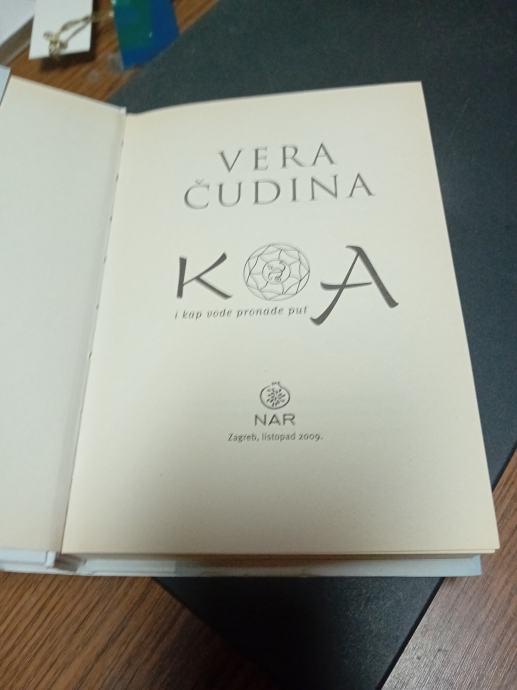 VERA
ČUDINA
KOA
i kap vode pronađe put
NAR
Zagreb, listopad 2009.